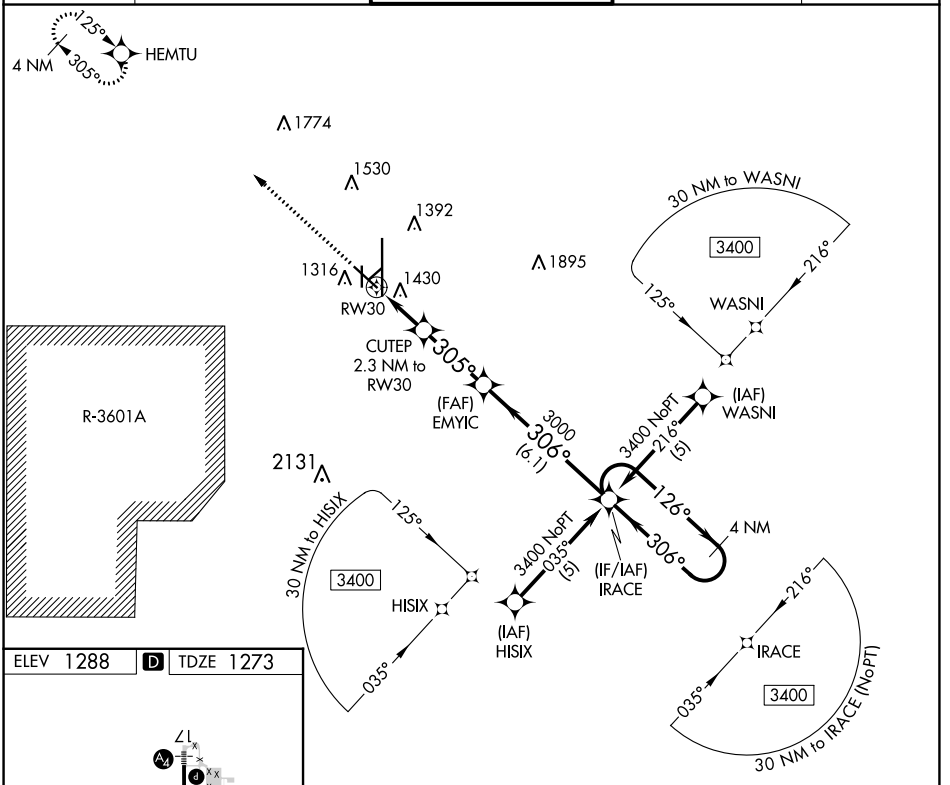 125°
4 NM
305°
HEMTU
1774
1530
1392
1316
1430
1895
RW30
CUTEP
2.3 NM to
RW30
305°
(FAF)
EMYIC
3000
306°
(6.1)
30 NM to WASNI
3400
216°
125°
WASNI
(IAF)
WASNI
3400 NoPT
216°
(5)
R-3601A
2131
126°
4 NM
306°
30 NM to HISIX
125°
3400
HISIX
035°
3400 NoPT
035°
(5)
(IF/IAF)
IRACE
(IAF)
HISIX
216°
IRACE
035°
3400
30 NM to IRACE (NoPT)
ELEV 1288 D TDZE 1273
17
A4
P
x
x
x x
x